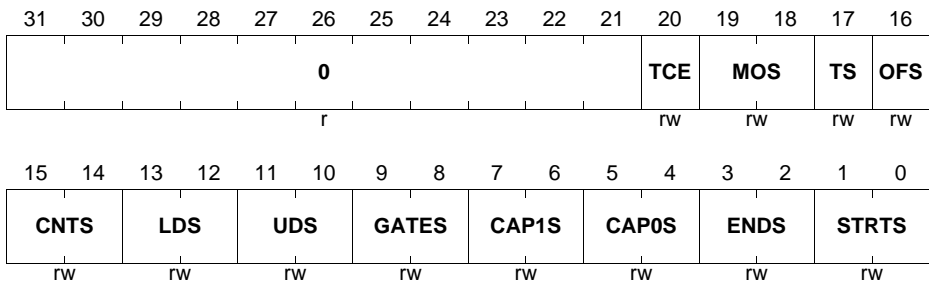 31 30 29 28 27 26 25 24 23 22 21 20 19 18 17 16
0 TCE MOS TS OFS
r rw rw rw rw
15 14 13 12 11 10 9 8 7 6 5 4 3 2 1 0
CNTS LDS UDS GATES CAP1S CAP0S ENDS STRTS
rw rw rw rw rw rw rw rw